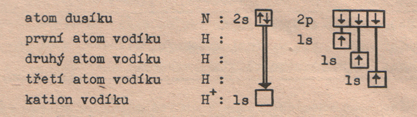 atom dusíku N : 2s ↑↓ 2p ↓ ↓ ↓
první atom vodíku H : 1s ↑
druhý atom vodíku H : 1s ↑
třetí atom vodíku H : 1s ↑
kation vodíku H+: 1s